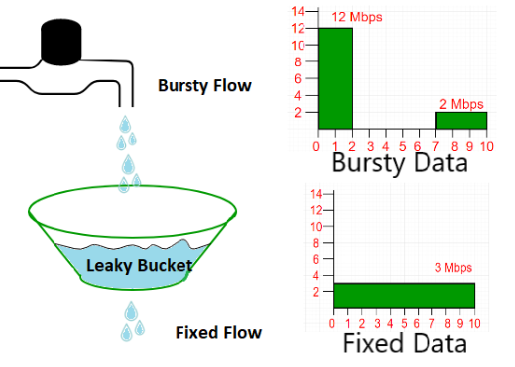 Bursty Flow
Leaky Bucket
Fixed Flow
14
12
10
8
6
4
2
12 Mbps
2 Mbps
0 1 2 3 4 5 6 7 8 9 10
Bursty Data
14
12
10
8
6
4
2
3 Mbps
0 1 2 3 4 5 6 7 8 9 10
Fixed Data